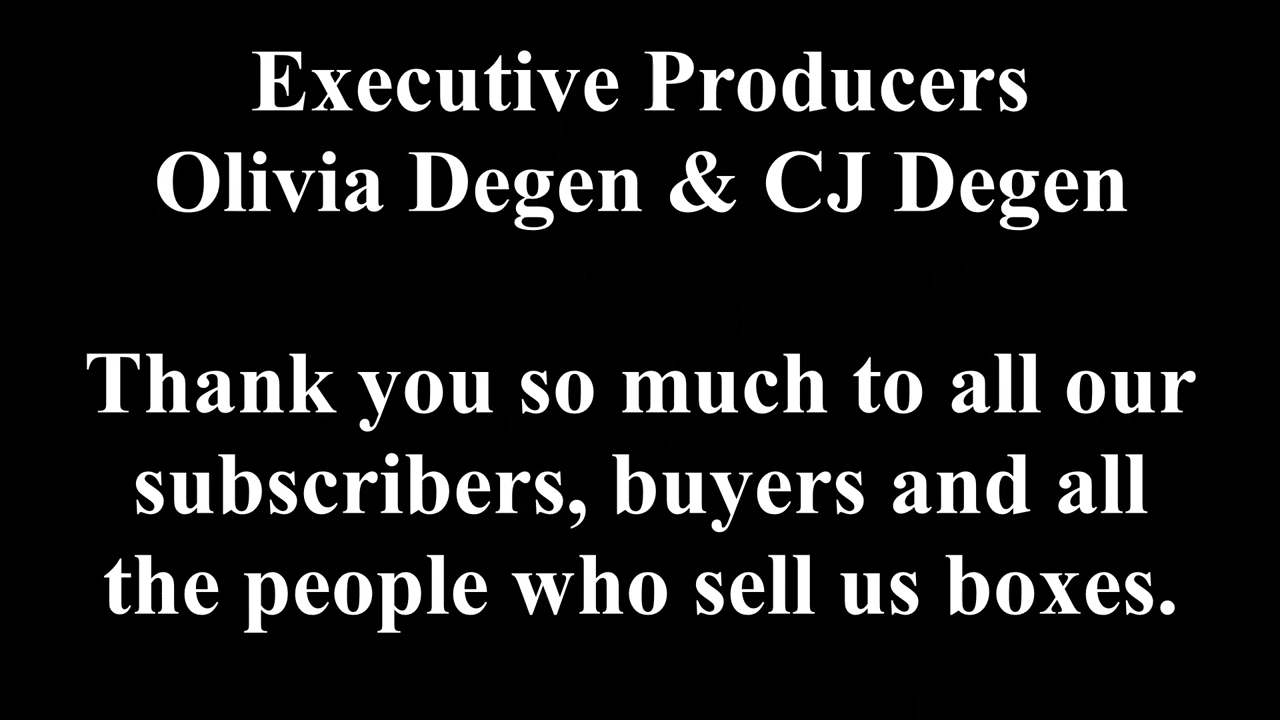 Executive Producers
Olivia Degen & CJ Degen
Thank you so much to all our
subscribers, buyers and all
the people who sell us boxes.